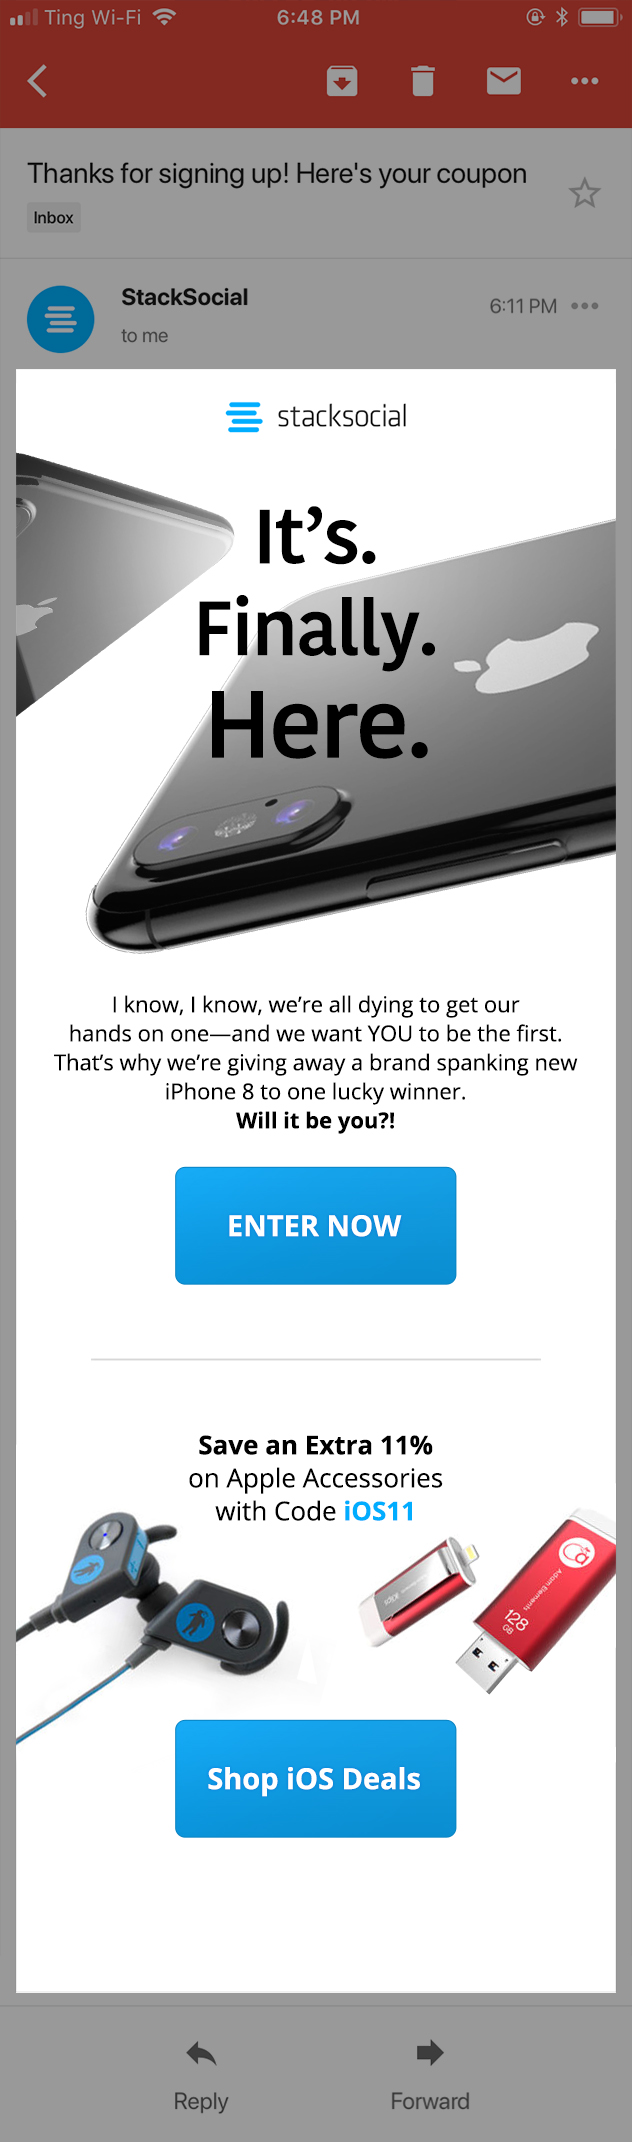 Ting Wi-Fi
6:48 PM
Thanks for signing up! Here's your coupon
Inbox
StackSocial
6:11 PM
to me
stacksocial
It's.
Finally.
Here.
I know, I know, we're all dying to get our
hands on one—and we want YOU to be the first.
That's why we're giving away a brand spanking new
iPhone 8 to one lucky winner.
Will it be you?!
ENTER NOW
Save an Extra 11%
on Apple Accessories
with Code iOS11
Adam Elements
128
GB
Shop iOS Deals
Reply
Forward